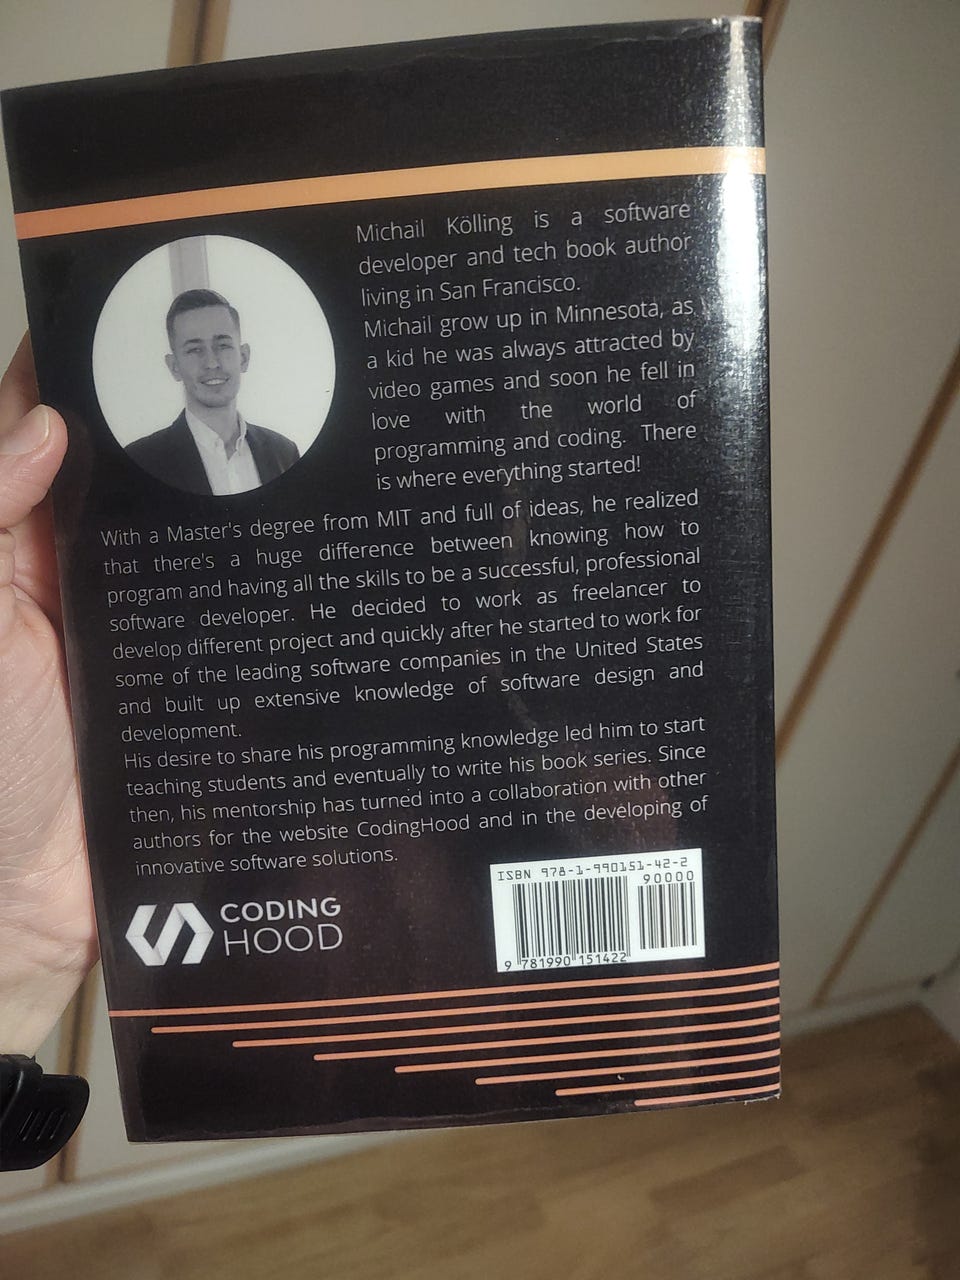 Michail Kölling is a software
developer and tech book author
living in San Francisco.
Michail grow up in Minnesota, as
a kid he was always attracted by
video games and soon he fell in
love with the world of
programming and coding. There
is where everything started!
With a Master's degree from MIT and full of ideas, he realized
that there's a huge difference between knowing how to
program and having all the skills to be a successful, professional
software developer. He decided to work as freelancer to
develop different project and quickly after he started to work for
some of the leading software companies in the United States
and built up extensive knowledge of software design and
development.
His desire to share his programming knowledge led him to start
teaching students and eventually to write his book series. Since
then, his mentorship has turned into a collaboration with other
authors for the website CodingHood and in the developing of
innovative software solutions.
CODING
HOOD
ISBN 978-1-990151-42-2
90000
9 781990 151422